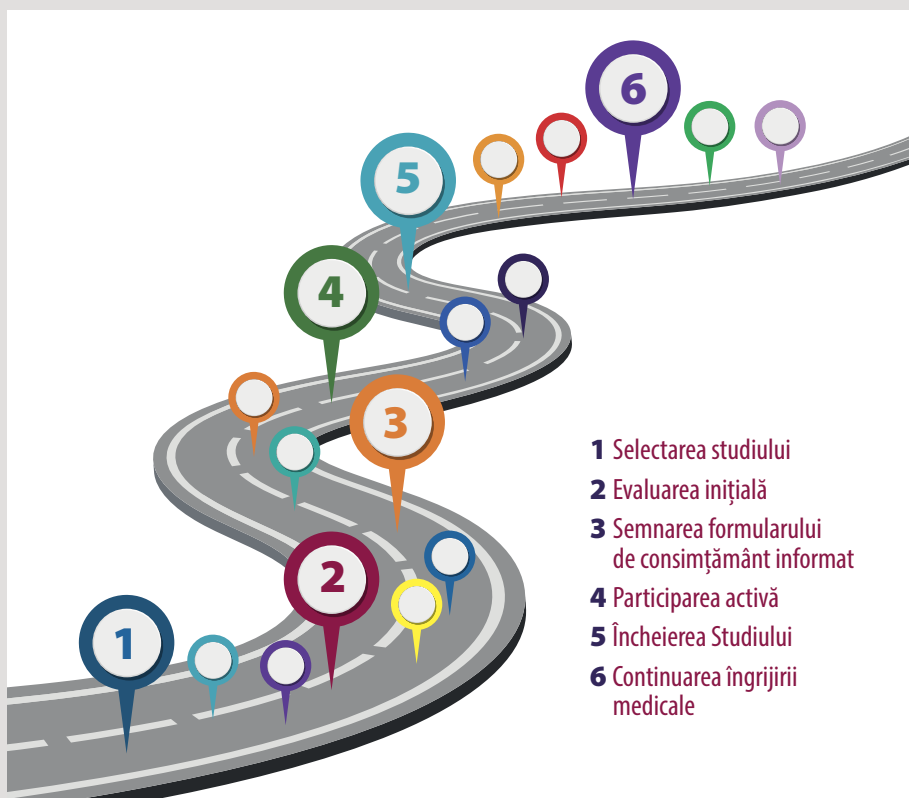 6
5
4
3
2
1
1 Selectarea studiului
2 Evaluarea inițială
3 Semnarea formularului
de consimțământ informat
4 Participarea activă
5 Încheierea Studiului
6 Continuarea îngrijirii
medicale